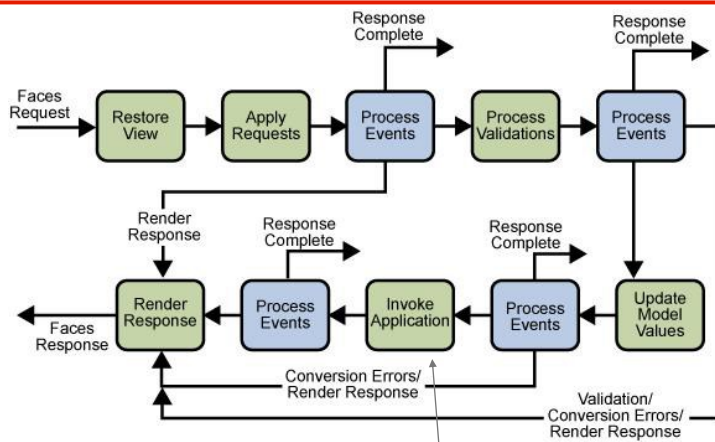 Response
Complete
Response
Complete
Faces
Request
Restore
View
Apply
Requests
Process
Events
Process
Validations
Process
Events
Render
Response
Response
Complete
Response
Complete
Render
Response
Process
Events
Invoke
Application
Process
Events
Update
Model
Values
Faces
Response
Conversion Errors/
Render Response
Validation/
Conversion Errors/
Render Response